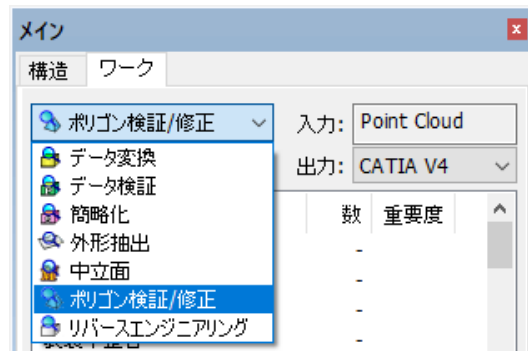 メイン
構造 ワーク
ポリゴン検証/修正 入力: Point Cloud
データ変換 出力: CATIA V4
データ検証
簡略化 数 重要度
外形抽出 -
中立面 -
ポリゴン検証/修正 -
リバースエンジニアリング -